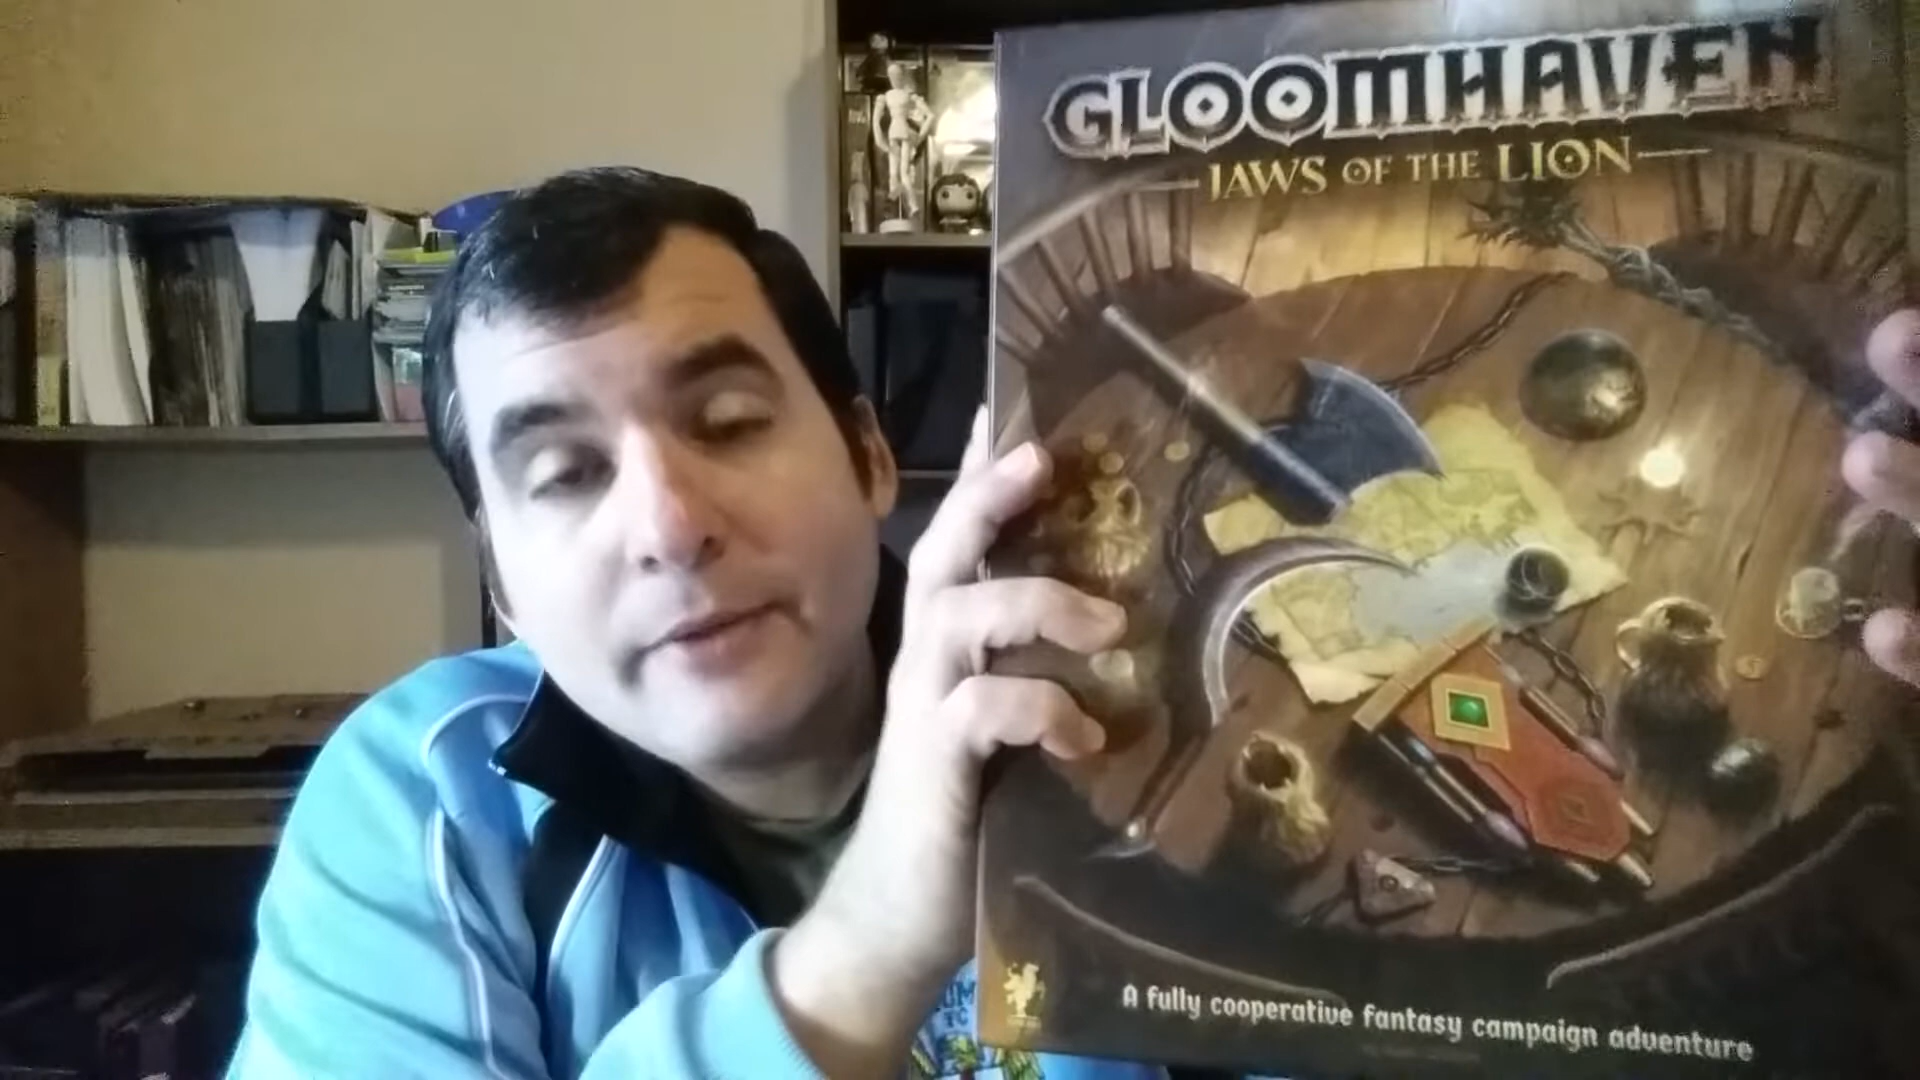 GLOOMHAVEN
JAWS OF THE LION
A fully cooperative fantasy campaign adventure